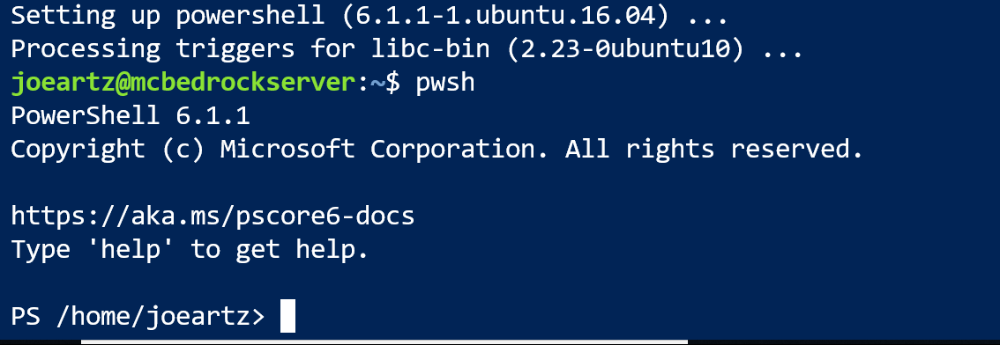 Setting up powershell (6.1.1-1.ubuntu.16.04) ...
Processing triggers for libc-bin (2.23-0ubuntu10) ...
joeartz@mcbedrockserver:~$ pwsh
PowerShell 6.1.1
Copyright (c) Microsoft Corporation. All rights reserved.
https://aka.ms/pscore6-docs
Type 'help' to get help.
PS /home/joeartz>